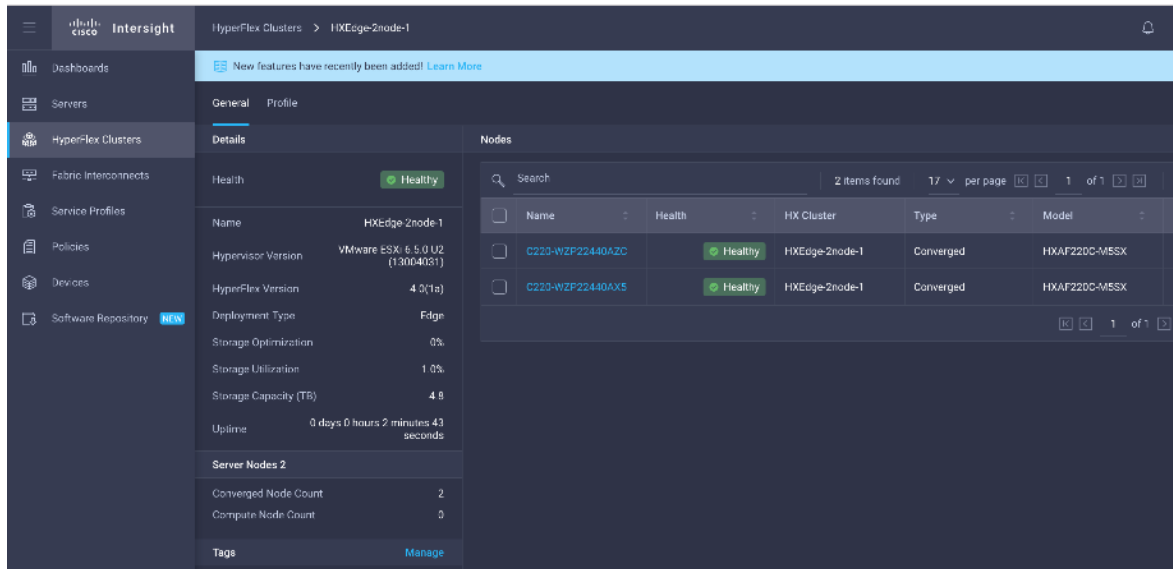 cisco Intersight
HyperFlex Clusters > HXEdge-2node-1
Dashboards
Servers
HyperFlex Clusters
Fabric Interconnects
Service Profiles
Policies
Devices
Software Repository NEW
New features have recently been added! Learn More
General Profile
Details
Health Healthy
Name HXEdge-2node-1
Hypervisor Version VMware ESXi 6.5.0 U2
(13004031)
HyperFlex Version 4.0(1a)
Deployment Type Edge
Storage Optimization 0%
Storage Utilization 1.0%
Storage Capacity (TB) 4.8
Uptime 0 days 0 hours 2 minutes 43
seconds
Server Nodes 2
Converged Node Count 2
Compute Node Count 0
Tags Manage
Nodes
Search 2 items found 17 per page 1 of 1
Name Health HX Cluster Type Model
C220-WZP22440AZC Healthy HXEdge-2node-1 Converged HXAF220C-M5SX
C220-WZP22440AX5 Healthy HXEdge-2node-1 Converged HXAF220C-M5SX
1 of 1